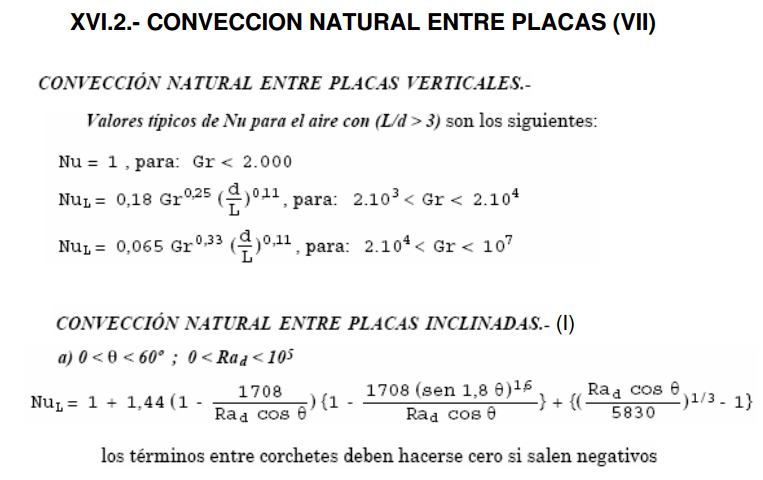 XVI.2.- CONVECCION NATURAL ENTRE PLACAS (VII)
CONVECCIÓN NATURAL ENTRE PLACAS VERTICALES.-
Valores típicos de Nu para el aire con (L/d > 3) son los siguientes:
Nu = 1 , para: Gr < 2.000
Nu_L = 0,18 Gr^0,25 (d/L)^0,11 , para: 2.10^3 < Gr < 2.10^4
Nu_L = 0,065 Gr^0,33 (d/L)^0,11 , para: 2.10^4 < Gr < 10^7
CONVECCIÓN NATURAL ENTRE PLACAS INCLINADAS.- (I)
a) 0 < θ < 60º ; 0 < Ra_d < 10^5
Nu_L = 1 + 1,44 (1 - 1708/(Ra_d cos θ)) {1 - 1708 (sen 1,8 θ)^1,6/(Ra_d cos θ)} + {(Ra_d cos θ/5830)^1/3 - 1}
los términos entre corchetes deben hacerse cero si salen negativos